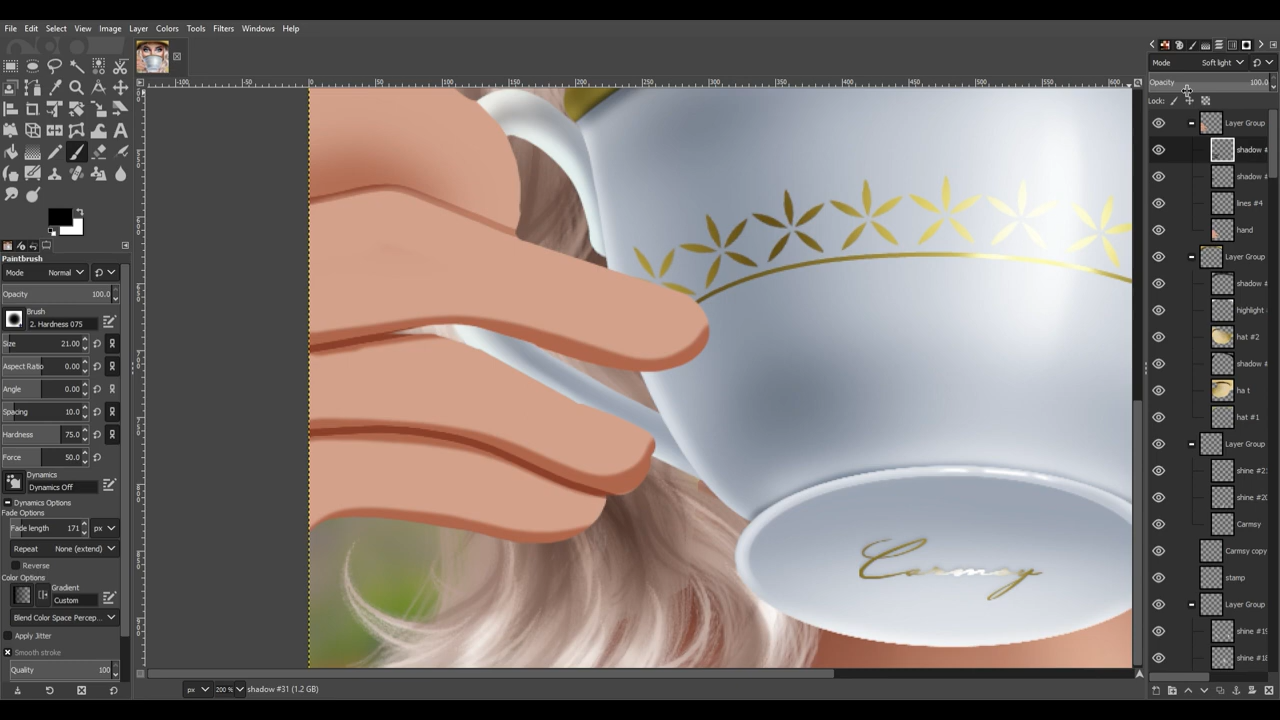 File Edit Select View Image Layer Colors Tools Filters Windows Help
Mode Soft light
Opacity 100.0
Lock:
Layer Group
shadow #
shadow #
lines #4
hand
Layer Group
shadow #
highlight
hat #2
shadow #
ha t
hat #1
Layer Group
shine #2
shine #20
Carmsy
Carmsy copy
stamp
Layer Group
shine #19
shine #18
Paintbrush
Mode Normal
Opacity 100.0
Brush
2. Hardness 075
Size 21.00
Aspect Ratio 0.00
Angle 0.00
Spacing 10.0
Hardness 75.0
Force 50.0
Dynamics
Dynamics Off
Dynamics Options
Fade Options
Fade length 171 px
Repeat None (extend)
Reverse
Color Options
Gradient
Custom
Blend Color Space Percep...
Apply Jitter
Smooth stroke
Quality 100
Carmsy
px 200 % shadow #31 (1.2 GB)